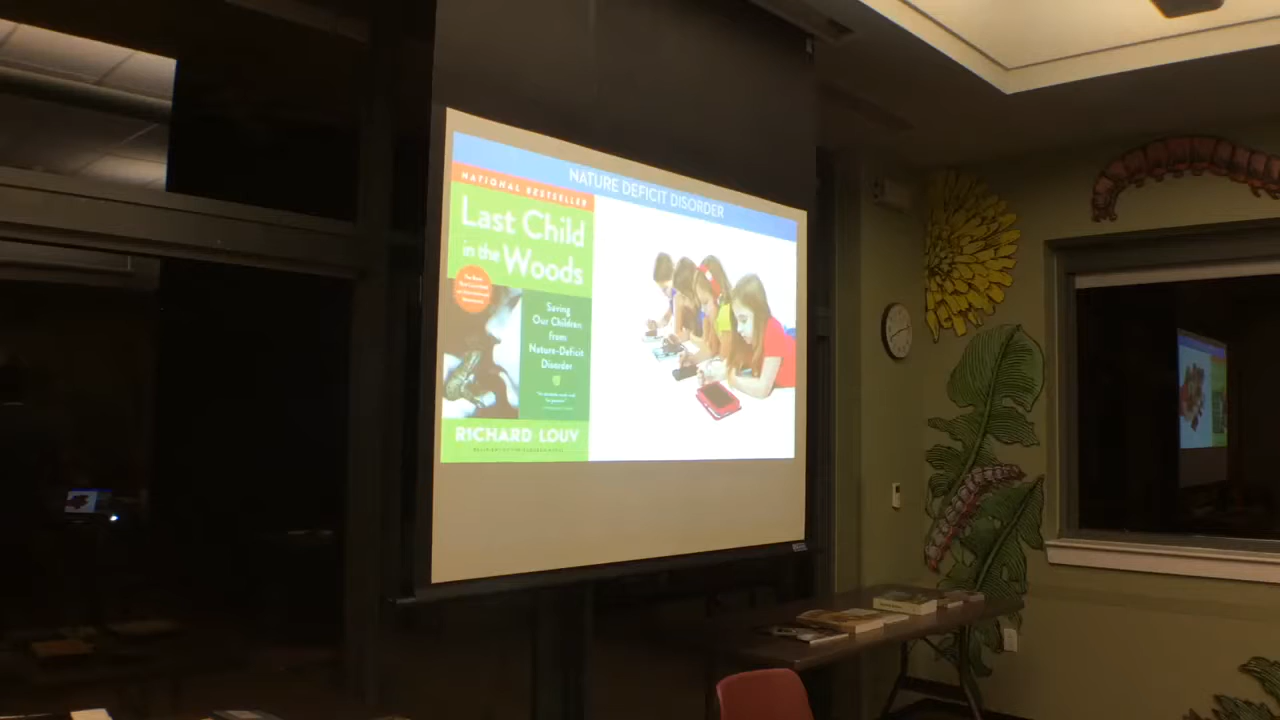 NATURE DEFICIT DISORDER
NATIONAL BESTSELLER
Last Child
in the
Woods
Saving
Our Children
from
Nature-Deficit
Disorder
RICHARD LOUV